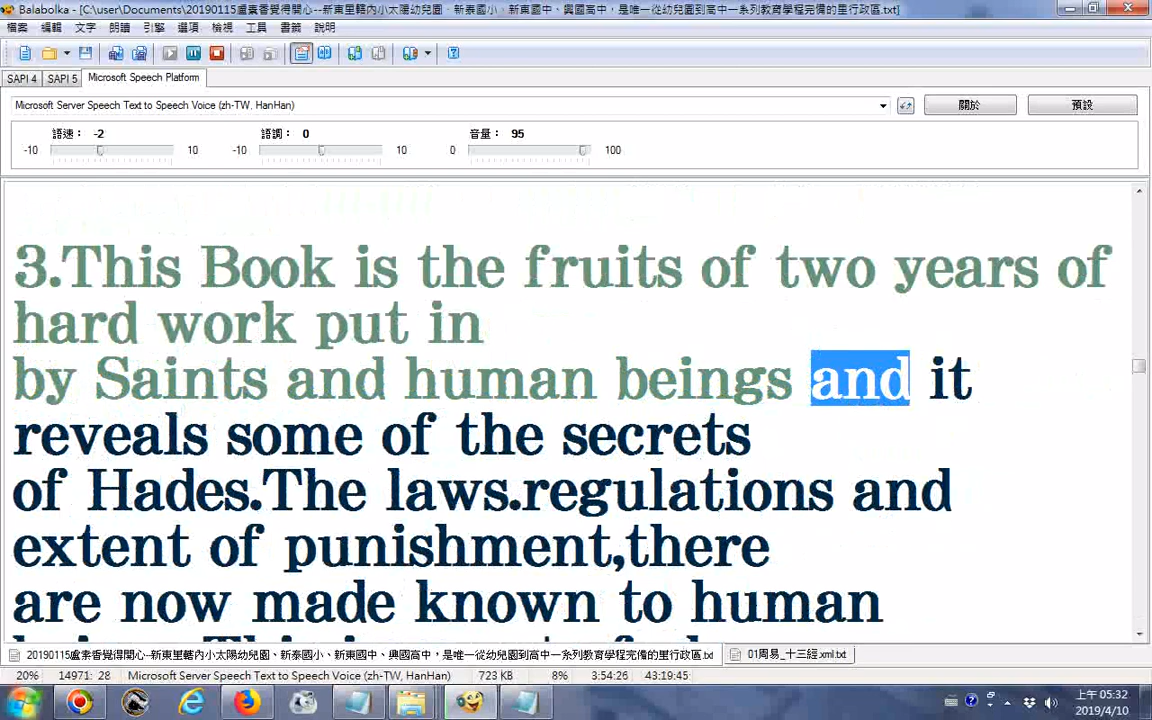 Balabolka - [C:\user\Documents\20190115盧素香覺得開心--新東里轄內小太陽幼兒園、新泰國小、新東國中、興國高中，是唯一從幼兒園到高中一系列教育學程完備的里行政區.txt]
檔案 編輯 文字 朗讀 引擎 選項 檢視 工具 書籤 說明
SAPI 4 SAPI 5 Microsoft Speech Platform
Microsoft Server Speech Text to Speech Voice (zh-TW, HanHan) 關於 預設
語速： -2 語調： 0 音量： 95
-10 10 -10 10 0 100
3.This Book is the fruits of two years of
hard work put in
by Saints and human beings and it
reveals some of the secrets
of Hades.The laws.regulations and
extent of punishment,there
are now made known to human
20190115盧素香覺得開心--新東里轄內小太陽幼兒園、新泰國小、新東國中、興國高中，是唯一從幼兒園到高中一系列教育學程完備的里行政區.txt 01周易_十三經.xml.txt
20% 14971: 28 Microsoft Server Speech Text to Speech Voice (zh-TW, HanHan) 723 KB 8% 3:54:26 43:19:45
上午 05:32
2019/4/10